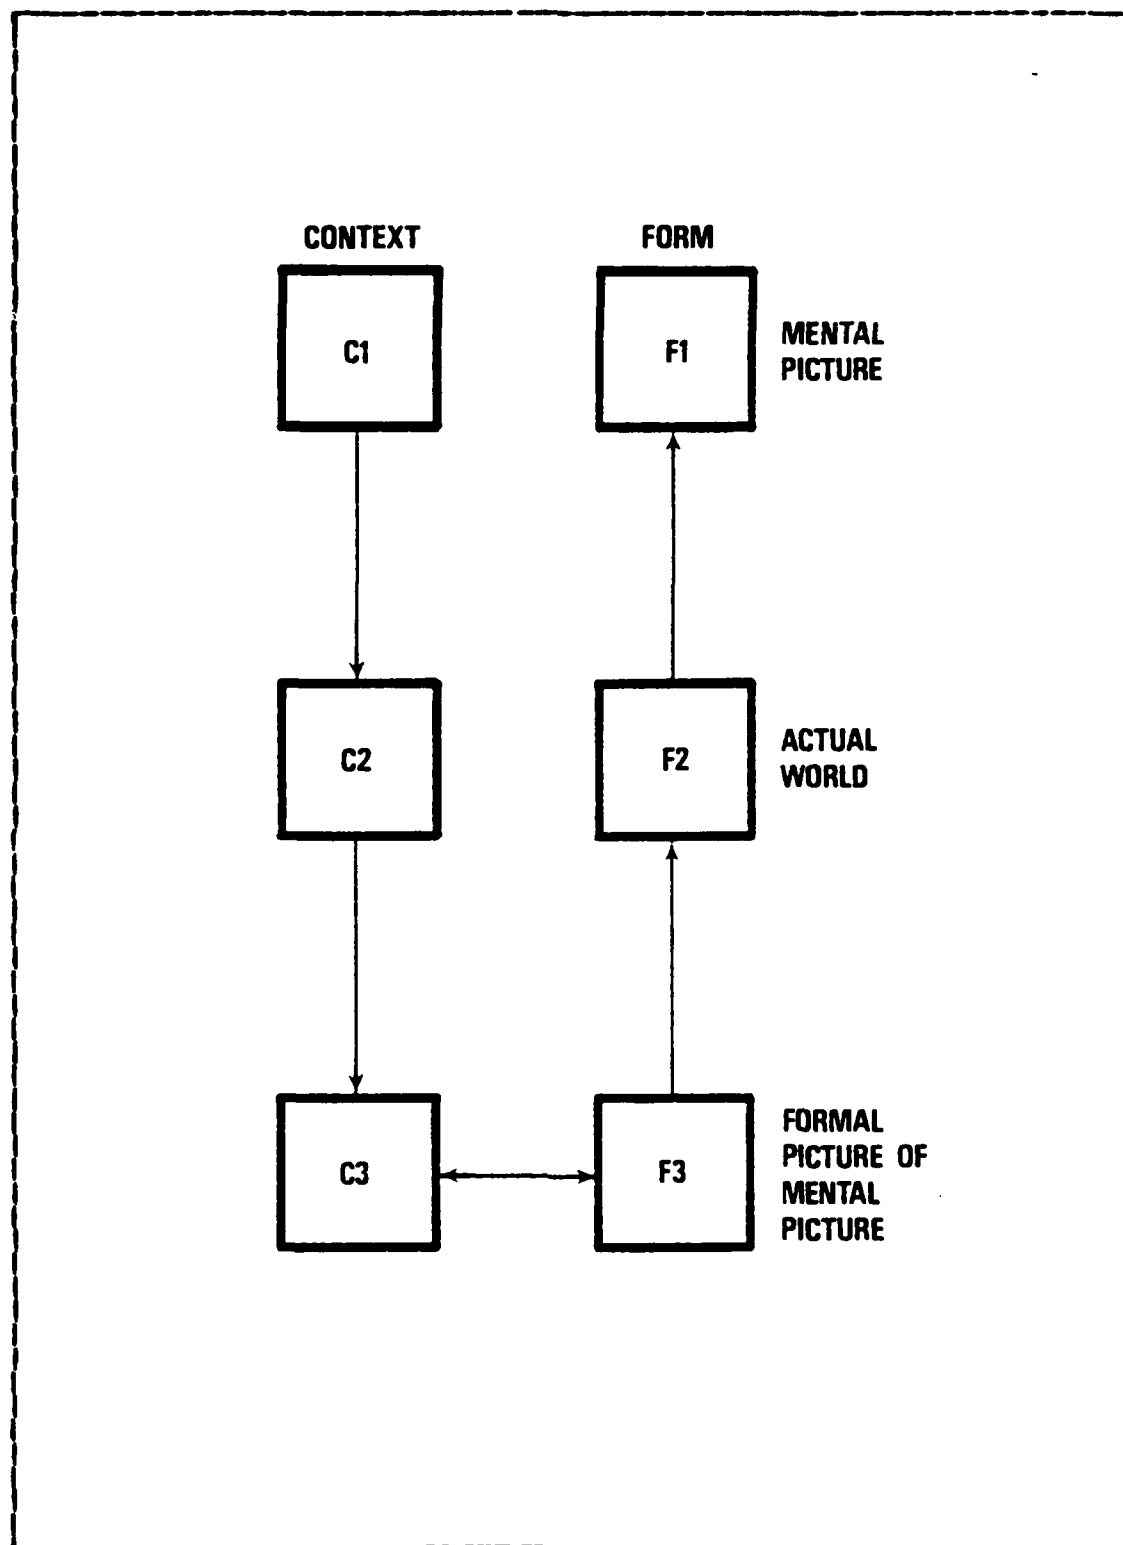 CONTEXT FORM
C1 F1 MENTAL
PICTURE
C2 F2 ACTUAL
WORLD
C3 F3 FORMAL
PICTURE OF
MENTAL
PICTURE